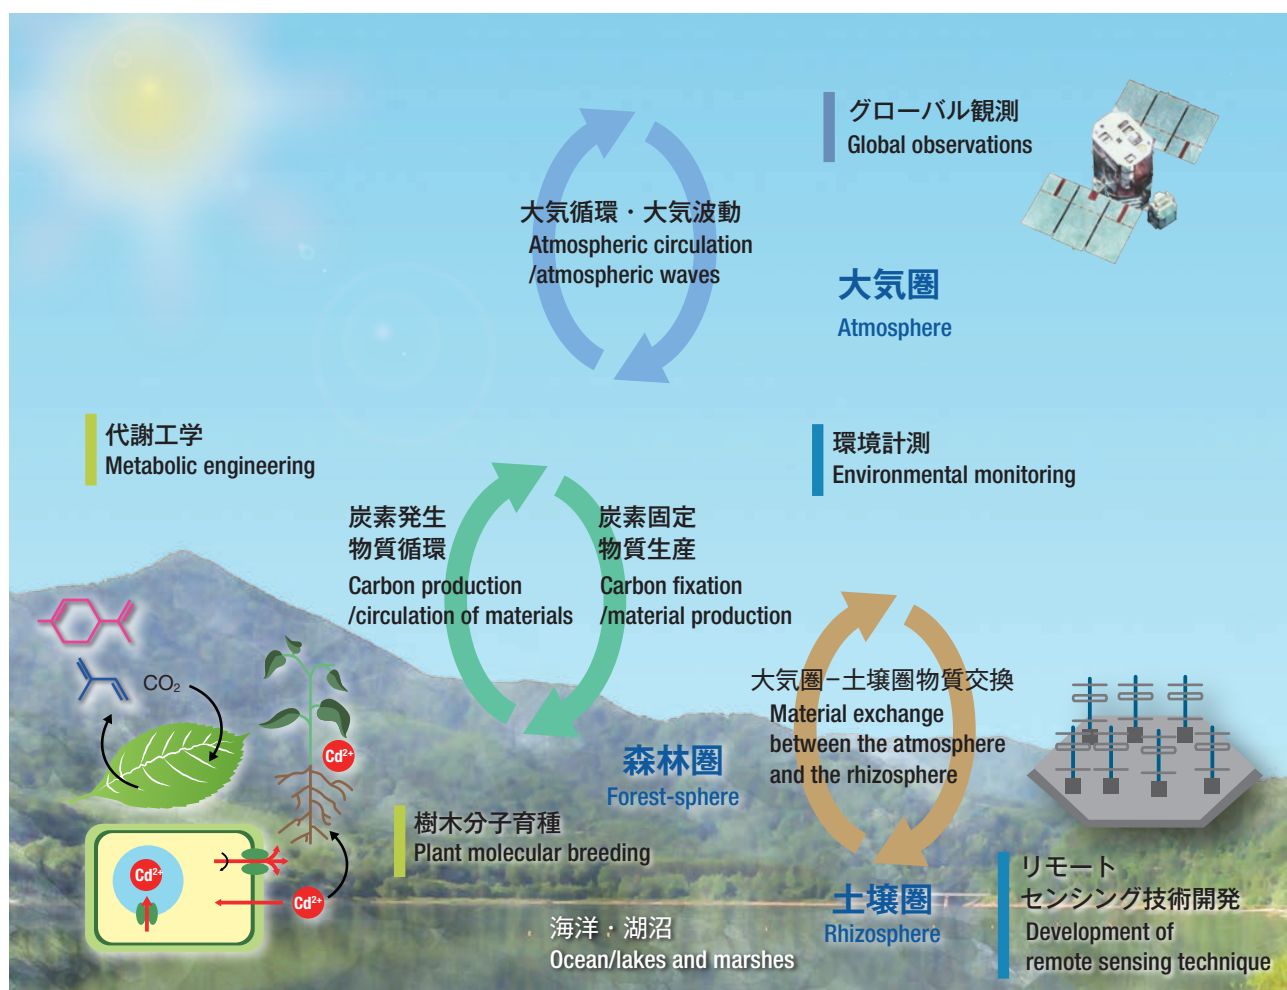 グローバル観測
Global observations
大気循環・大気波動
Atmospheric circulation
/atmospheric waves
大気圏
Atmosphere
代謝工学
Metabolic engineering
環境計測
Environmental monitoring
炭素発生
物質循環
Carbon production
/circulation of materials
炭素固定
物質生産
Carbon fixation
/material production
CO₂
大気圏−土壌圏物質交換
Material exchange
between the atmosphere
and the rhizosphere
Cd²⁺
森林圏
Forest-sphere
樹木分子育種
Plant molecular breeding
Cd²⁺
Cd²⁺
土壌圏
Rhizosphere
海洋・湖沼
Ocean/lakes and marshes
リモート
センシング技術開発
Development of
remote sensing technique